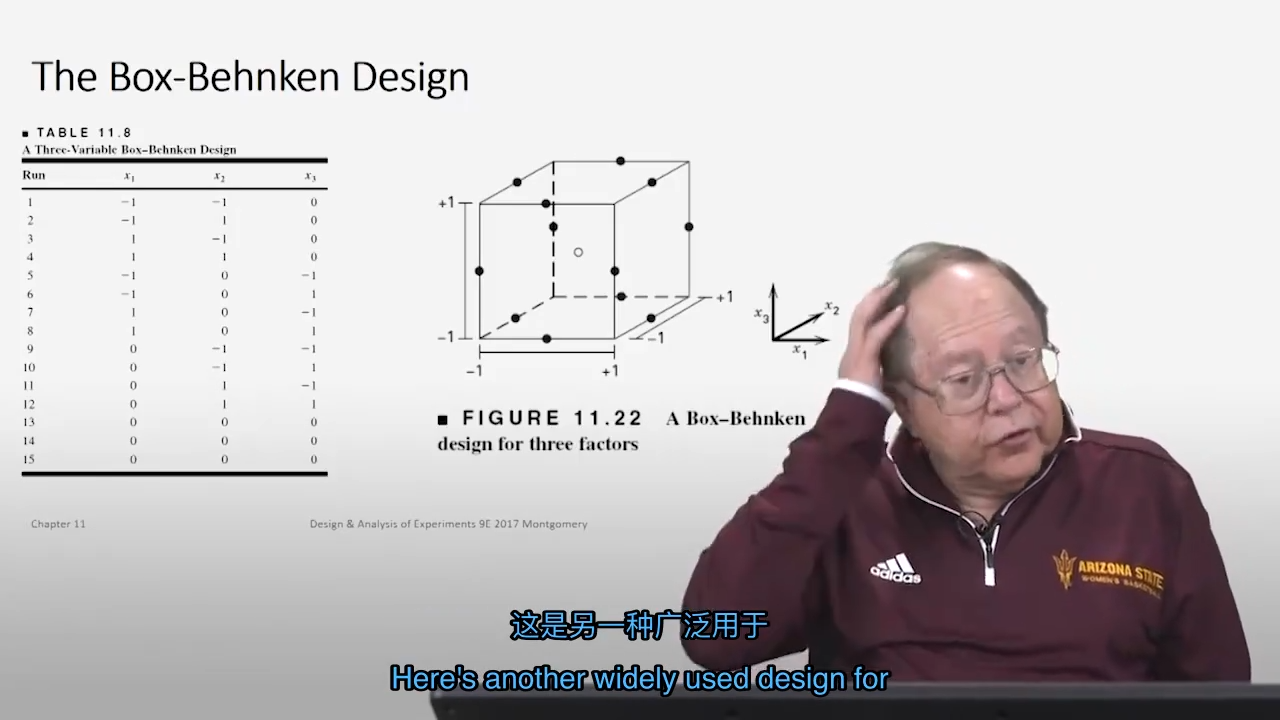 The Box-Behnken Design
■ TABLE 11.8
A Three-Variable Box–Behnken Design
Run x1 x2 x3
1 −1 −1 0
2 −1 1 0
3 1 −1 0
4 1 1 0
5 −1 0 −1
6 −1 0 1
7 1 0 −1
8 1 0 1
9 0 −1 −1
10 0 −1 1
11 0 1 −1
12 0 1 1
13 0 0 0
14 0 0 0
15 0 0 0
+1
−1
−1
+1
−1
+1
x3
x2
x1
■ FIGURE 11.22 A Box–Behnken
design for three factors
Chapter 11
Design & Analysis of Experiments 9E 2017 Montgomery
adidas
ARIZONA STATE
WOMEN'S BASKETBALL
这是另一种广泛用于
Here's another widely used design for